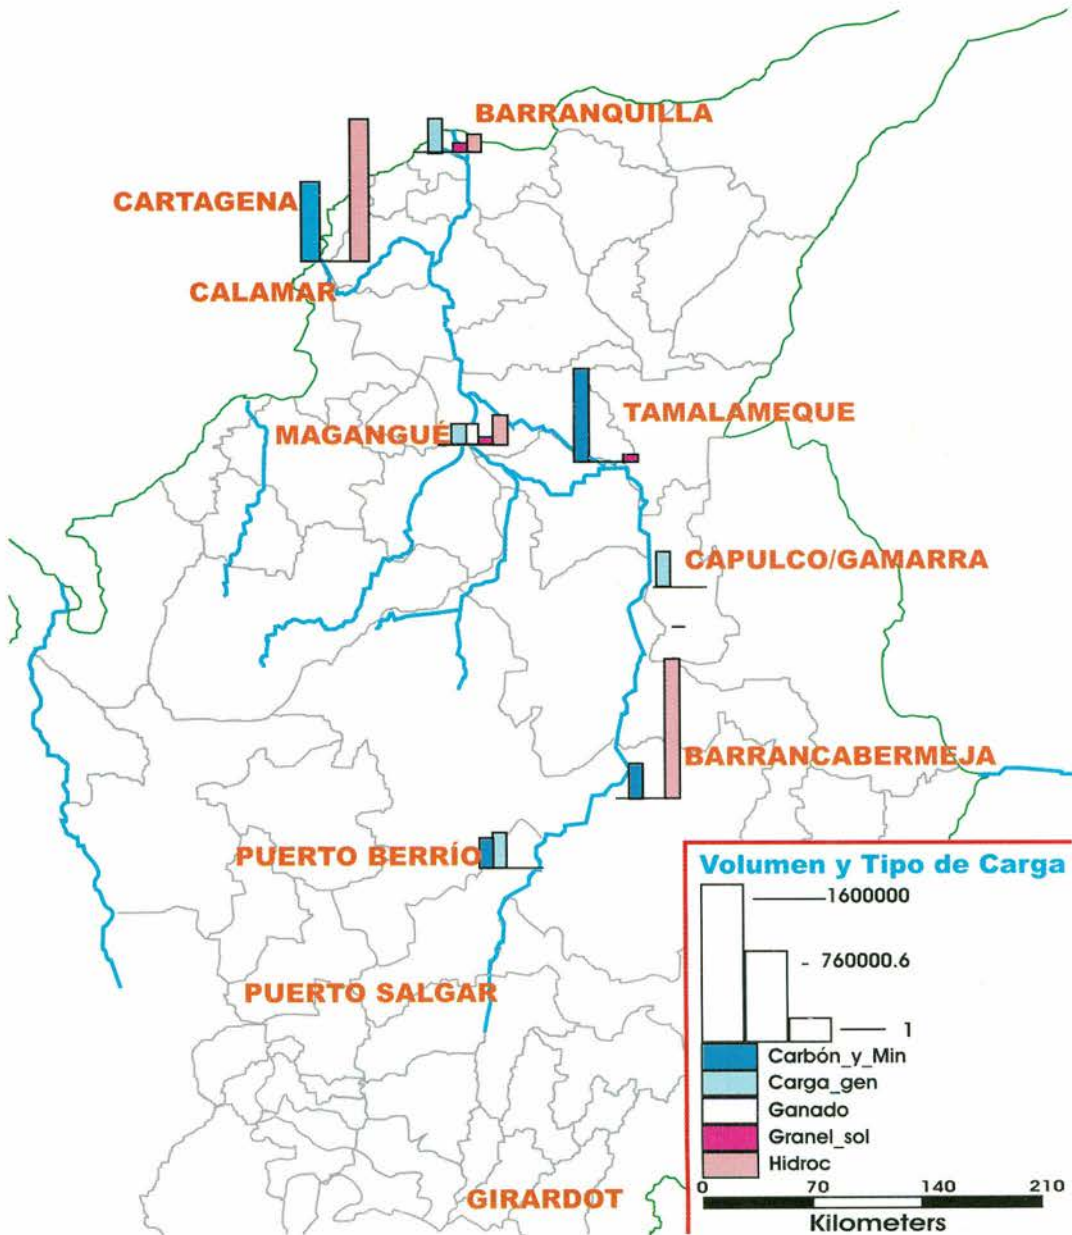 BARRANQUILLA
CARTAGENA
CALAMAR
TAMALAMEQUE
MAGANGUÉ
CAPULCO/GAMARRA
BARRANCABERMEJA
PUERTO BERRÍO
PUERTO SALGAR
GIRARDOT
Volumen y Tipo de Carga
1600000
760000.6
1
Carbón_y_Min
Carga_gen
Ganado
Granel_sol
Hidroc
0 70 140 210
Kilometers